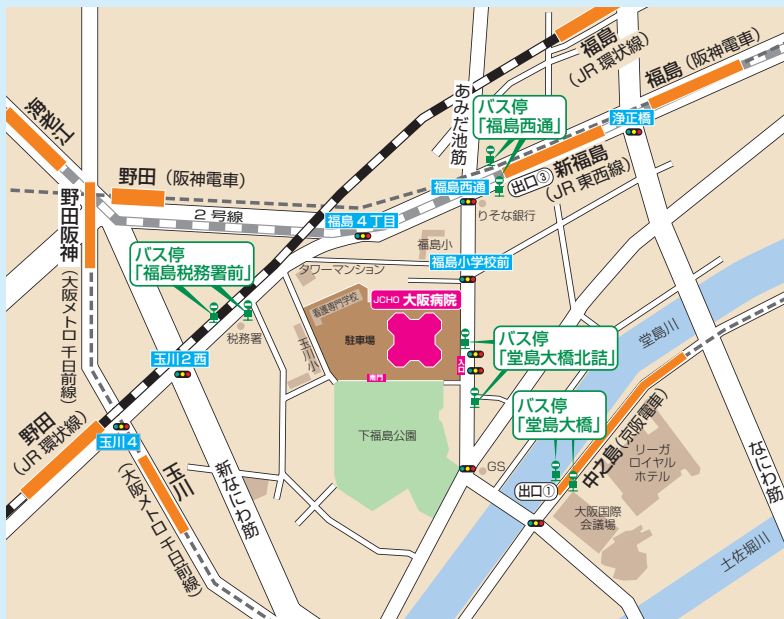 福島
(JR 環状線)
福島 (阪神電車)
海老江
あみだ池筋
バス停
「福島西通」
浄正橋
野田 (阪神電車)
出口③
新福島
(JR 東西線)
福島西通
野田阪神
(大阪メトロ千日前線)
2号線
りそな銀行
福島4丁目
福島小
バス停
「福島税務署前」
タワーマンション
福島小学校前
看護専門学校
JCHO 大阪病院
堂島川
税務署
玉川小
駐車場
入口
バス停
「堂島大橋北詰」
玉川2西
南門
バス停
「堂島大橋」
野田
(JR 環状線)
玉川4
下福島公園
中之島 (京阪電車)
リーガ
ロイヤル
ホテル
なにわ筋
玉川
(大阪メトロ千日前線)
新なにわ筋
GS
出口①
大阪国際
会議場
土佐堀川